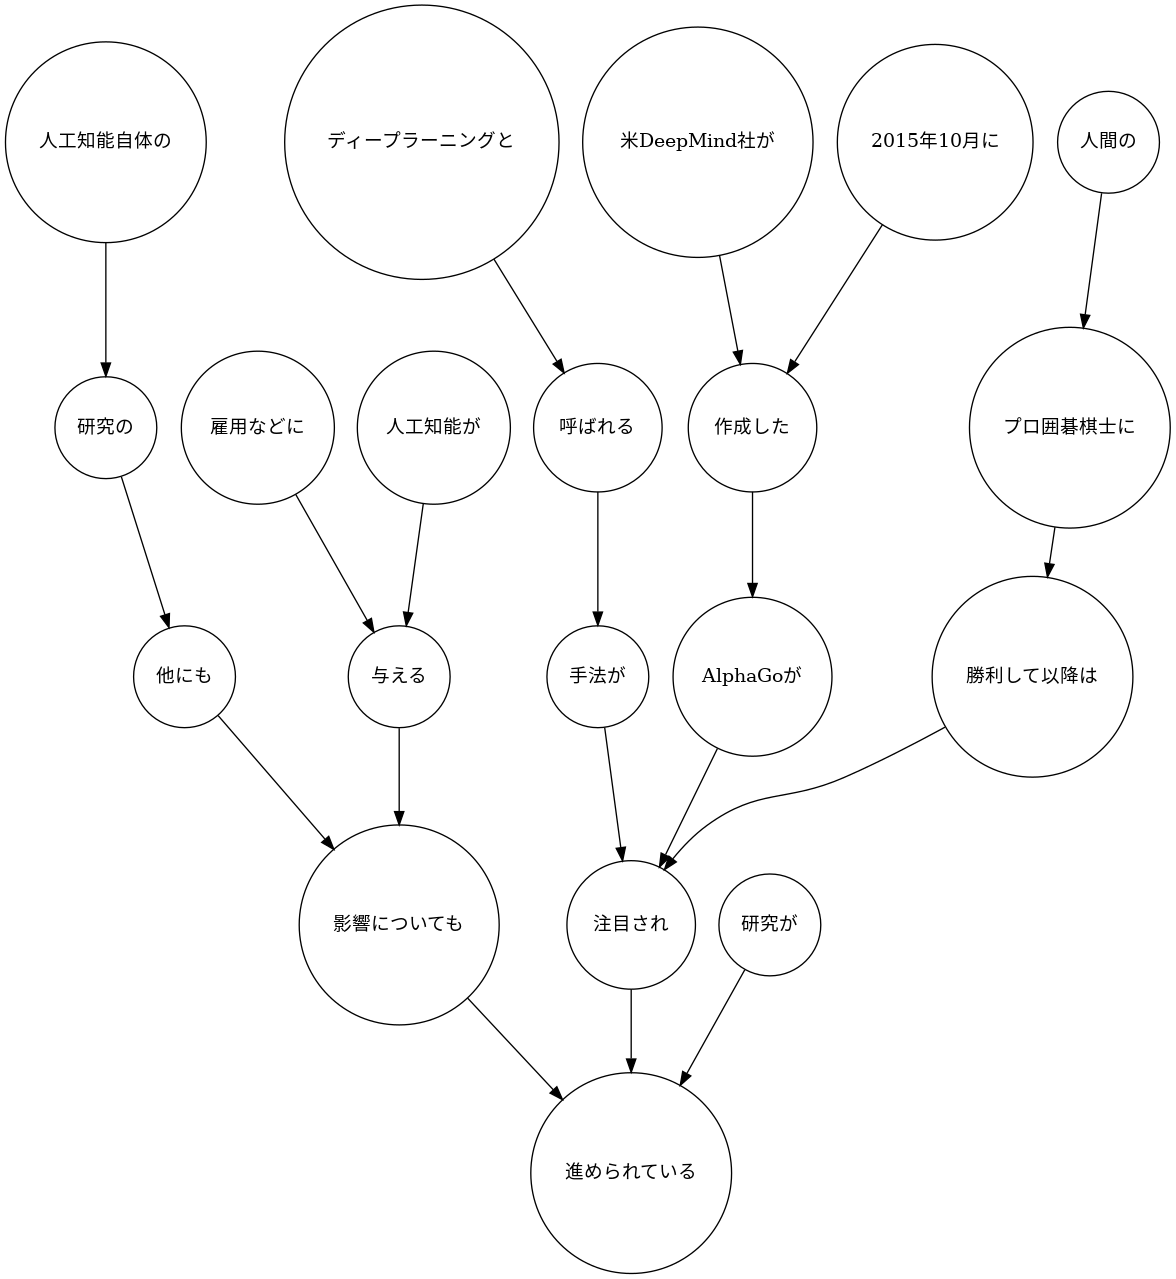 人工知能自体の
ディープラーニングと
米DeepMind社が
2015年10月に
人間の
研究の
雇用などに
人工知能が
呼ばれる
作成した
プロ囲碁棋士に
他にも
与える
手法が
AlphaGoが
勝利して以降は
影響についても
注目され
研究が
進められている